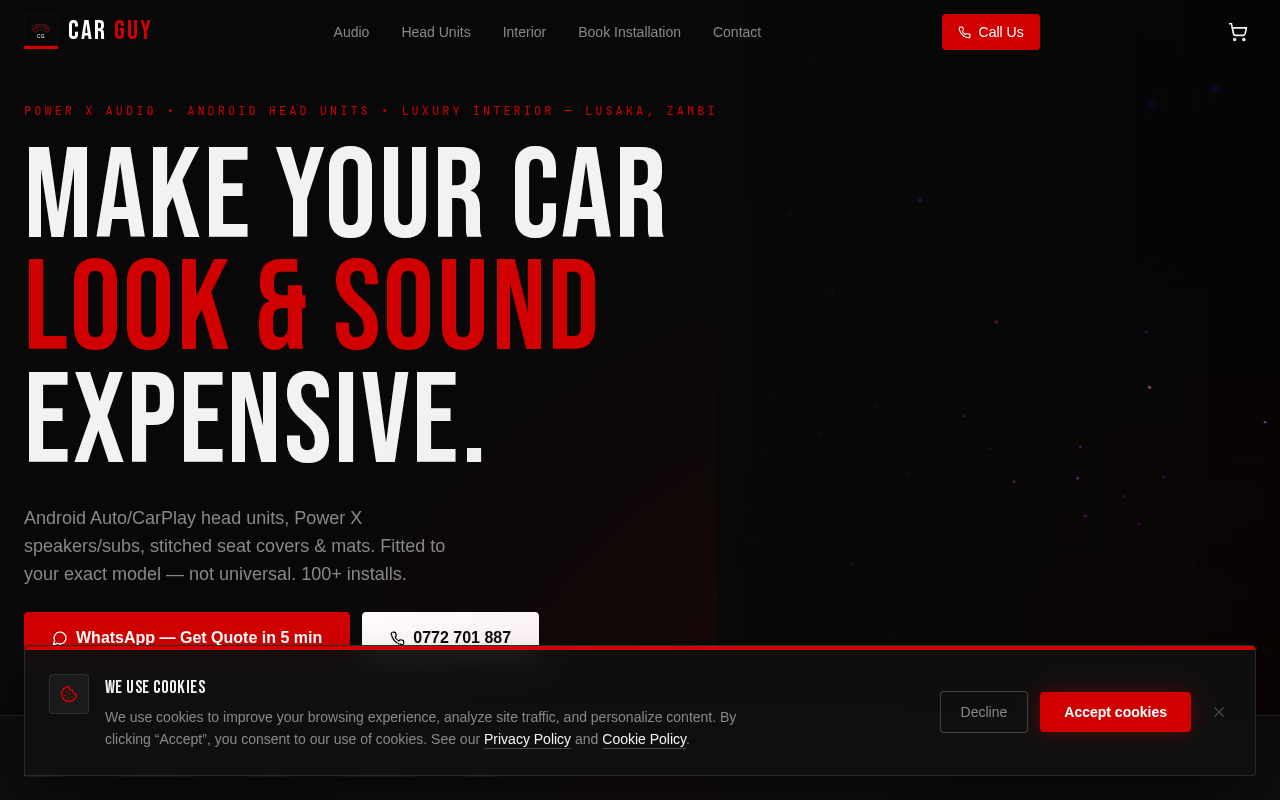 CG
CAR GUY
Audio
Head Units
Interior
Book Installation
Contact
Call Us
POWER X AUDIO • ANDROID HEAD UNITS • LUXURY INTERIOR — LUSAKA, ZAMBI
MAKE YOUR CAR
LOOK & SOUND
EXPENSIVE.
Android Auto/CarPlay head units, Power X
speakers/subs, stitched seat covers & mats. Fitted to
your exact model — not universal. 100+ installs.
WhatsApp — Get Quote in 5 min
0772 701 887
WE USE COOKIES
We use cookies to improve your browsing experience, analyze site traffic, and personalize content. By
clicking “Accept”, you consent to our use of cookies. See our Privacy Policy and Cookie Policy.
Decline
Accept cookies